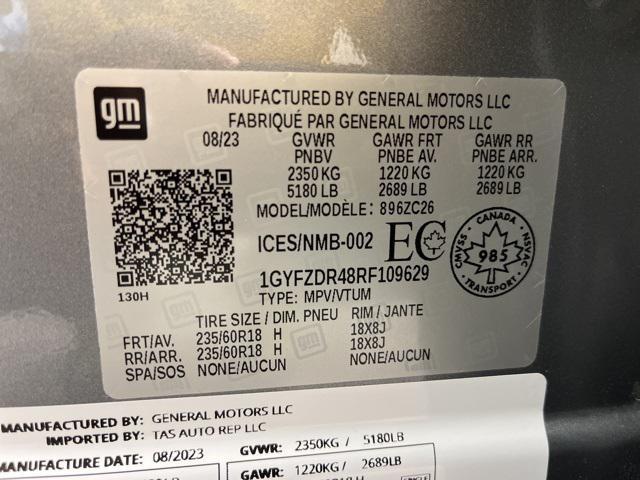 gm
MANUFACTURED BY GENERAL MOTORS LLC
FABRIQUÉ PAR GENERAL MOTORS LLC
08/23 GVWR GAWR FRT GAWR RR
PNBV PNBE AV. PNBE ARR.
2350 KG 1220 KG 1220 KG
5180 LB 2689 LB 2689 LB
MODEL/MODÈLE: 896ZC26
ICES/NMB-002 EC
CANADA
CMVSS 985 NSVAC
TRANSPORT
1GYFZDR48RF109629
130H
TYPE: MPV/VTUM
TIRE SIZE / DIM. PNEU RIM / JANTE
FRT/AV. 235/60R18 H 18X8J
RR/ARR. 235/60R18 H 18X8J
SPA/SOS NONE/AUCUN NONE/AUCUN
MANUFACTURED BY: GENERAL MOTORS LLC
IMPORTED BY: TAS AUTO REP LLC
MANUFACTURE DATE: 08/2023 GVWR: 2350KG / 5180LB
GAWR: 1220KG / 2689LB